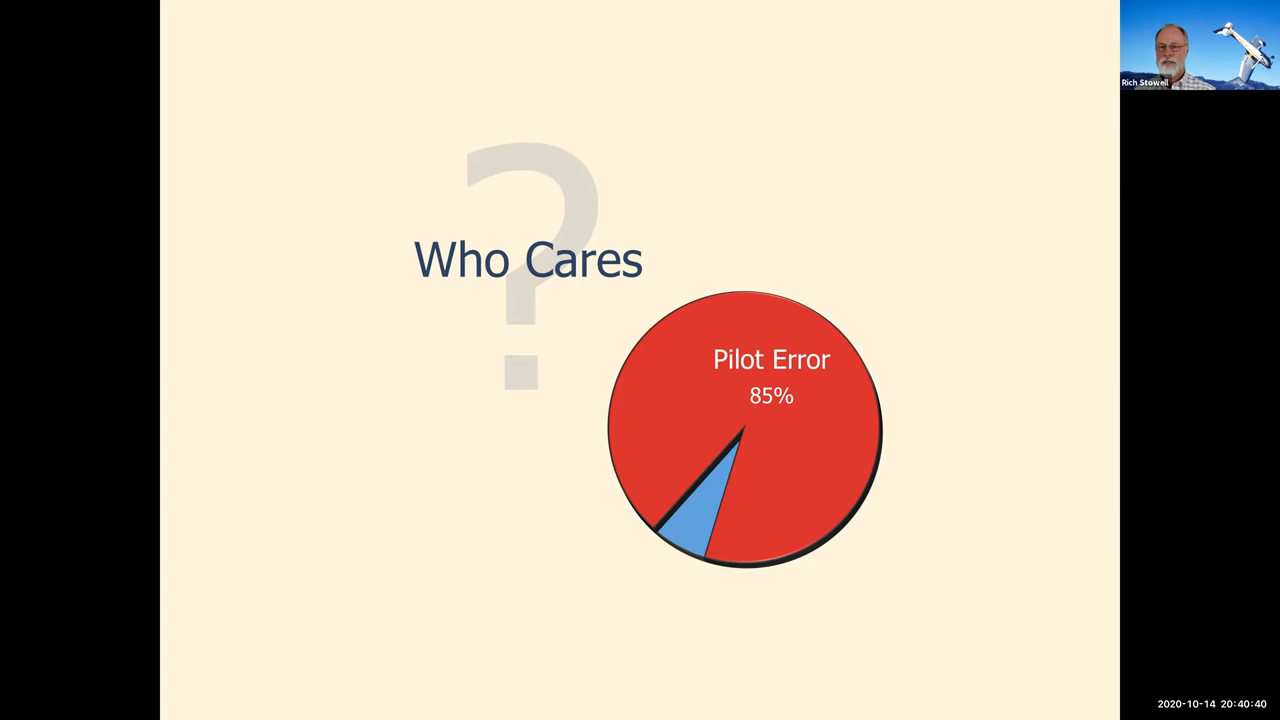 Rich Stowell
?
Who Cares
Pilot Error
85%
2020-10-14 20:40:40